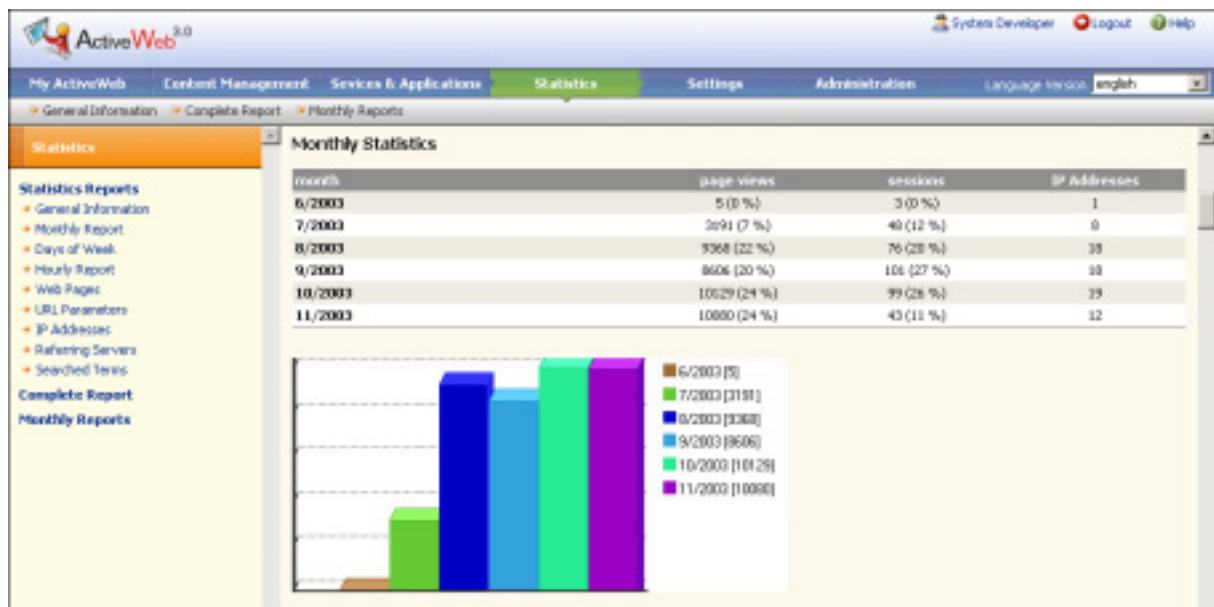 ActiveWeb 3.0
System Developer Logout Help
My ActiveWeb Content Management Sevices & Applications Statistics Settings Administration Language Version english
General Information Complete Report Monthly Reports
Statistics
Statistics Reports
General Information
Monthly Report
Days of Week
Hourly Report
Web Pages
URL Parameters
IP Addresses
Referring Servers
Searched Terms
Complete Report
Monthly Reports
Monthly Statistics
month page views sessions IP Addresses
6/2003 5 (0 %) 3 (0 %) 1
7/2003 3191 (7 %) 48 (12 %) 8
8/2003 9368 (22 %) 76 (20 %)
9/2003 8606 (20 %) 101 (27 %)
10/2003 10129 (24 %) 99 (26 %)
11/2003 10080 (24 %) 43 (11 %) 12
6/2003 [5]
7/2003 [3191]
8/2003 [9368]
9/2003 [8606]
10/2003 [10129]
11/2003 [10080]